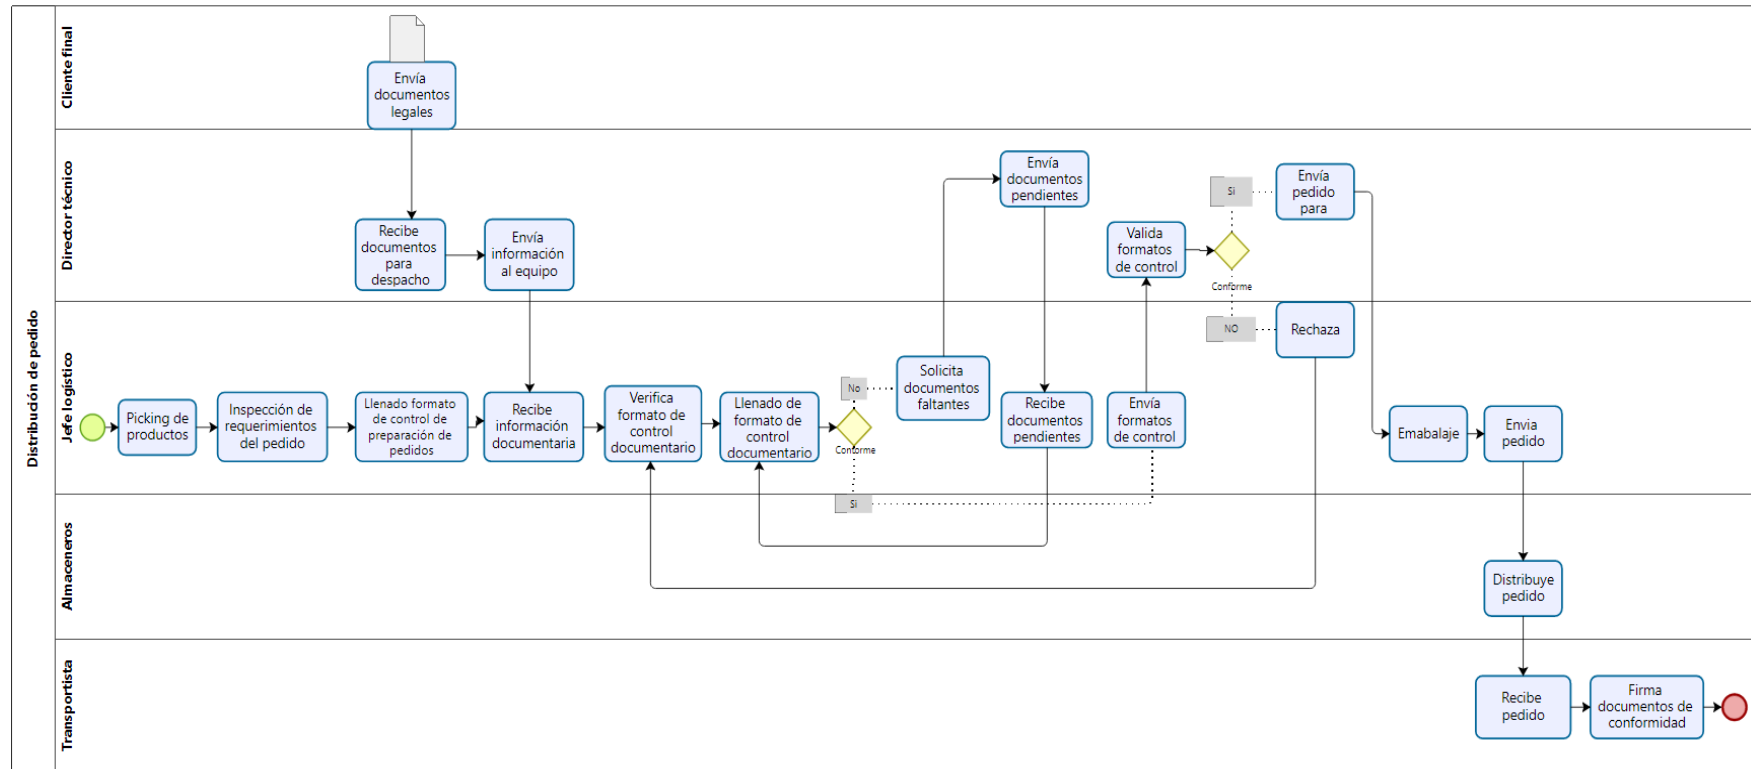 Distribudón de pedido
Cliente final
Envía
documentos
legales
Director técnico
Recibe
documentos
para
despacho
Envía
información
al equipo
Envía
documentos
pendientes
Valida
formatos
de control
Si
Conforme
Envía
pedido
para
Jefe logístico
Picking de
productos
Inspección de
requerimientos
del pedido
Llenado formato
de control de
preparación de
pedidos
Recibe
información
documentaria
Verifica
formato de
control
documentario
Llenado de
formato de
control
documentario
No
Conforme
Si
Solicita
documentos
faltantes
Recibe
documentos
pendientes
Envía
formatos
de control
NO
Rechaza
Emabalaje
Envia
pedido
Almaceneros
Distribuye
pedido
Transportista
Recibe
pedido
Firma
documentos de
conformidad